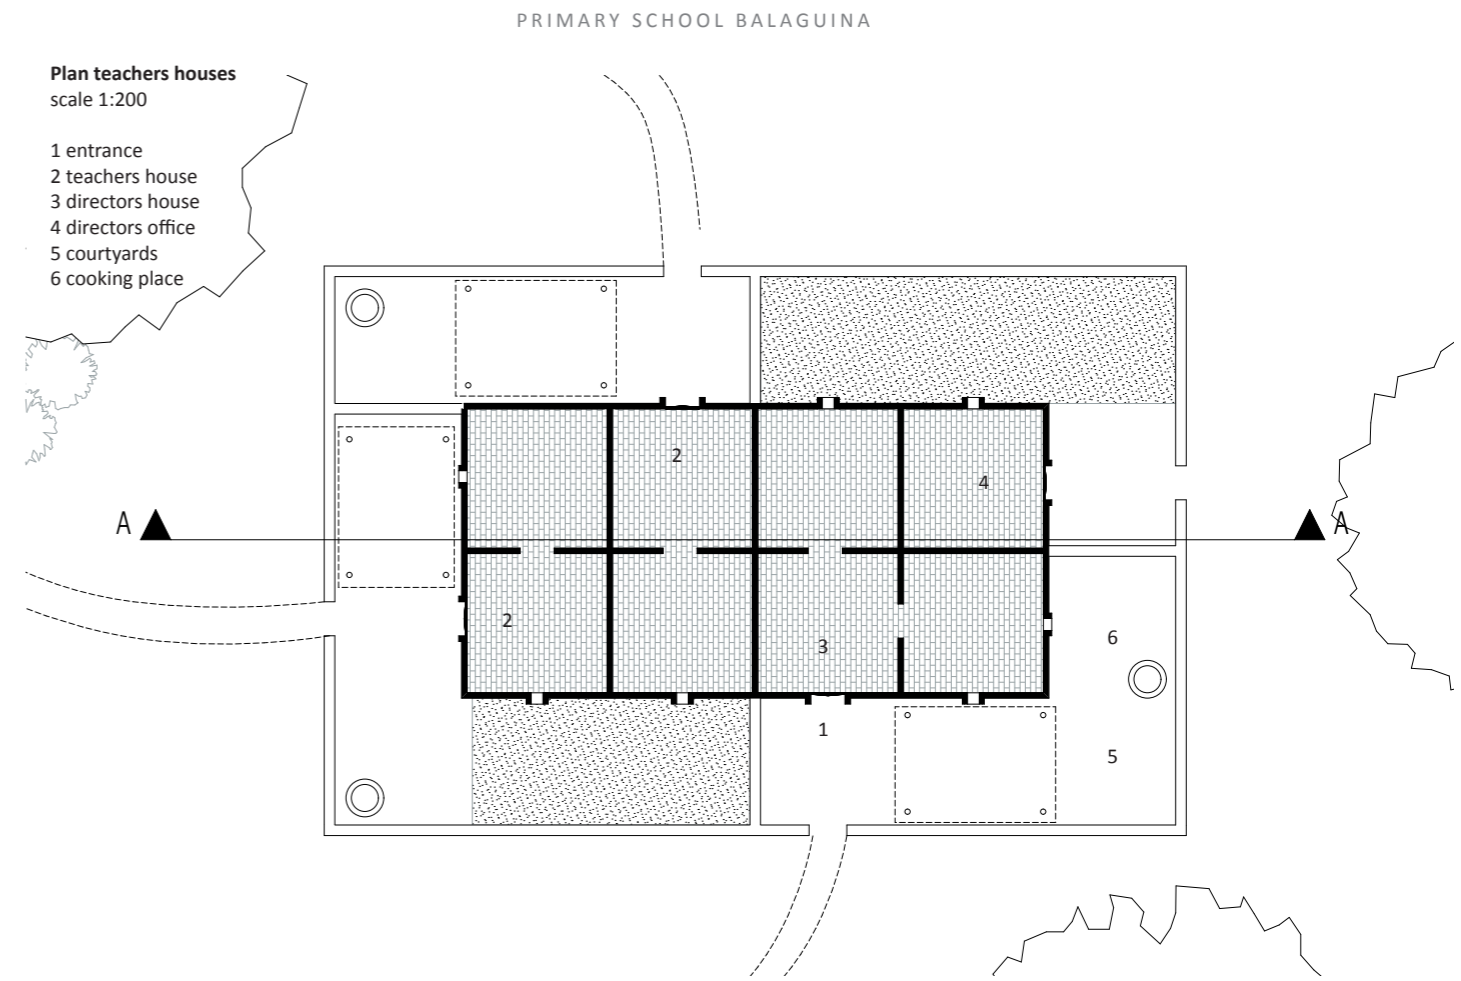 PRIMARY SCHOOL BALAGUINA
Plan teachers houses
scale 1:200
1 entrance
2 teachers house
3 directors house
4 directors office
5 courtyards
6 cooking place
2
4
A
A
2
6
3
1
5